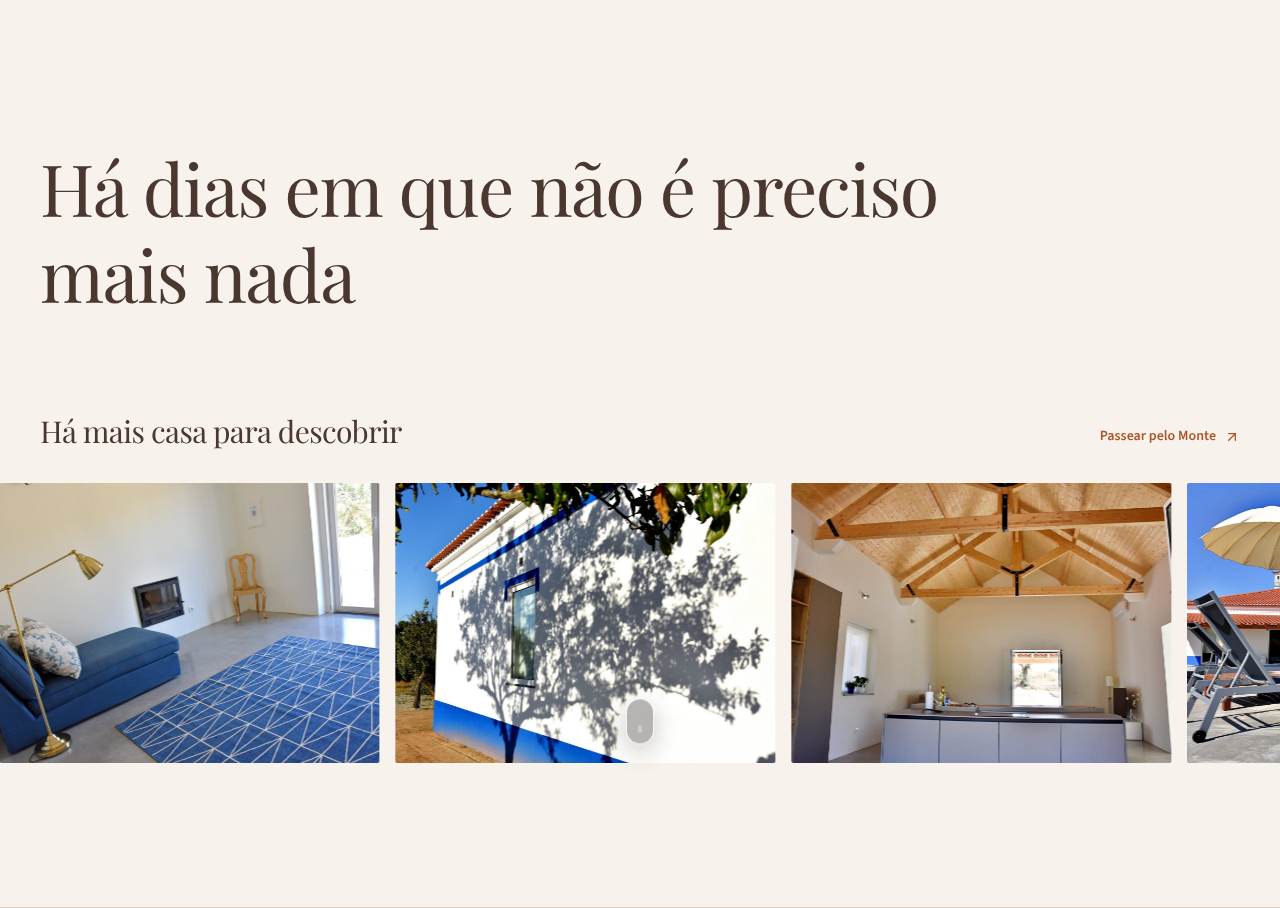 Há dias em que não é preciso
mais nada
Há mais casa para descobrir
Passear pelo Monte